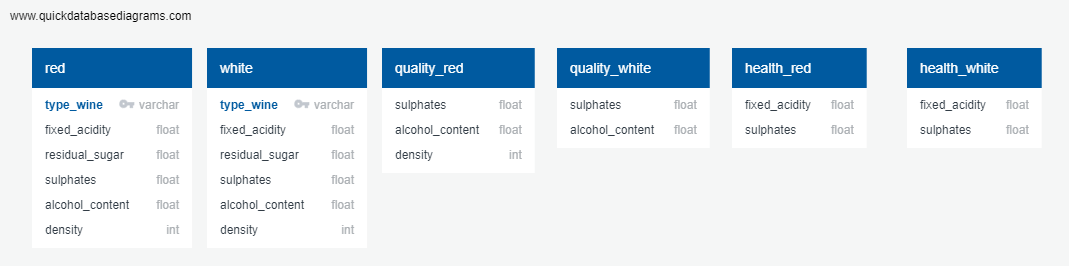 www.quickdatabasediagrams.com
red
type_wine varchar
fixed_acidity float
residual_sugar float
sulphates float
alcohol_content float
density int
white
type_wine varchar
fixed_acidity float
residual_sugar float
sulphates float
alcohol_content float
density int
quality_red
sulphates float
alcohol_content float
density int
quality_white
sulphates float
alcohol_content float
health_red
fixed_acidity float
sulphates float
health_white
fixed_acidity float
sulphates float